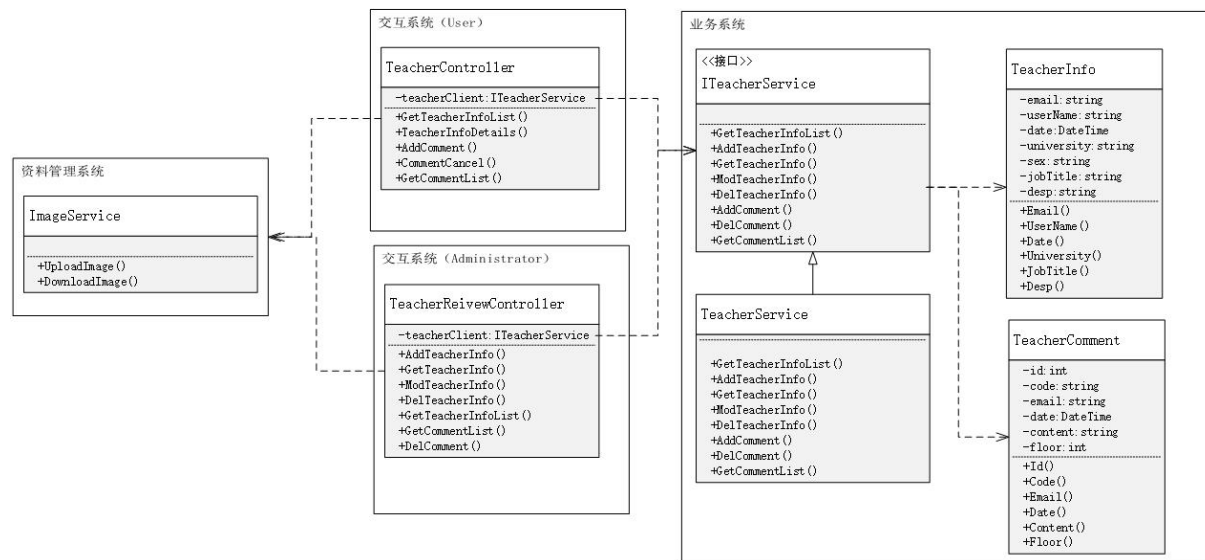 资料管理系统
ImageService
+UploadImage()
+DownloadImage()
交互系统（User）
TeacherController
-teacherClient:ITeacherService
+GetTeacherInfoList()
+TeacherInfoDetails()
+AddComment()
+CommentCancel()
+GetCommentList()
交互系统（Administrator）
TeacherReivewController
-teacherClient:ITeacherService
+AddTeacherInfo()
+GetTeacherInfo()
+ModTeacherInfo()
+DelTeacherInfo()
+GetTeacherInfoList()
+GetCommentList()
+DelComment()
业务系统
<<接口>>
ITeacherService
+GetTeacherInfoList()
+AddTeacherInfo()
+GetTeacherInfo()
+ModTeacherInfo()
+DelTeacherInfo()
+AddComment()
+DelComment()
+GetCommentList()
TeacherService
+GetTeacherInfoList()
+AddTeacherInfo()
+GetTeacherInfo()
+ModTeacherInfo()
+DelTeacherInfo()
+AddComment()
+DelComment()
+GetCommentList()
TeacherInfo
-email:string
-userName:string
-date:DateTime
-university:string
-sex:string
-jobTitle:string
-desp:string
+Email()
+UserName()
+Date()
+University()
+JobTitle()
+Desp()
TeacherComment
-id:int
-code:string
-email:string
-date:DateTime
-content:string
-floor:int
+Id()
+Code()
+Email()
+Date()
+Content()
+Floor()